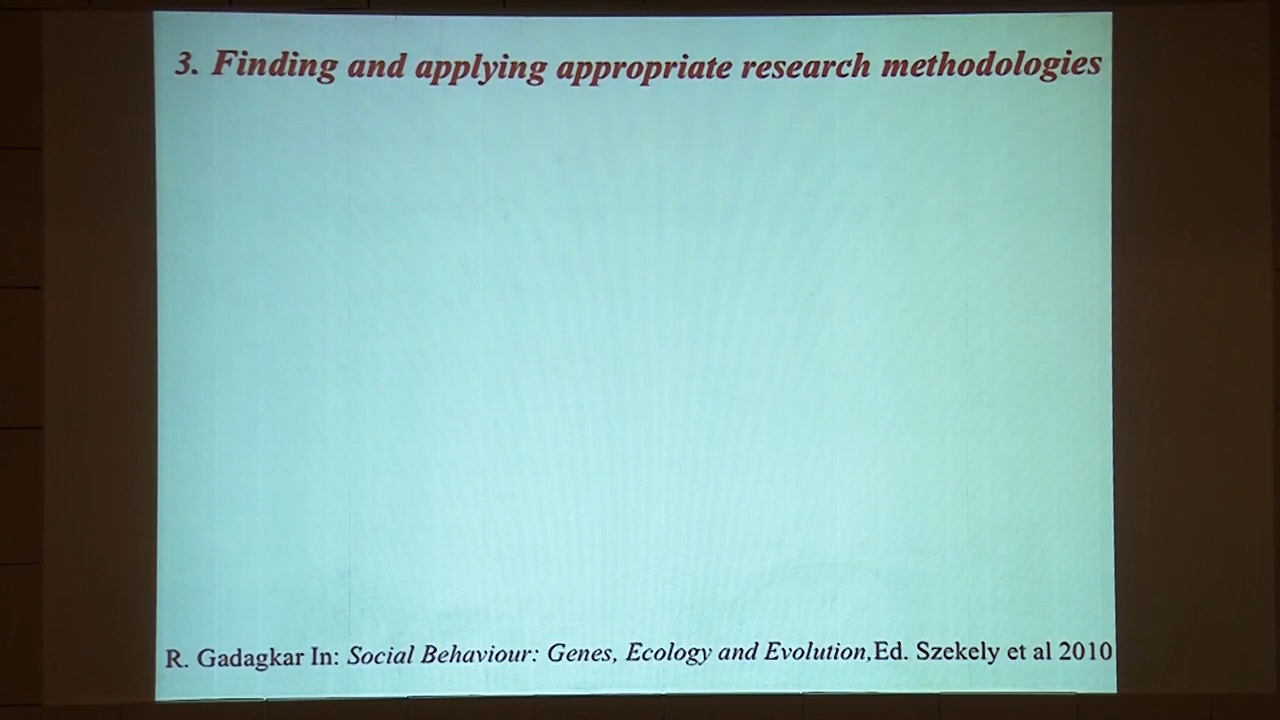 3. Finding and applying appropriate research methodologies
R. Gadagkar In: Social Behaviour: Genes, Ecology and Evolution,Ed. Szekely et al 2010